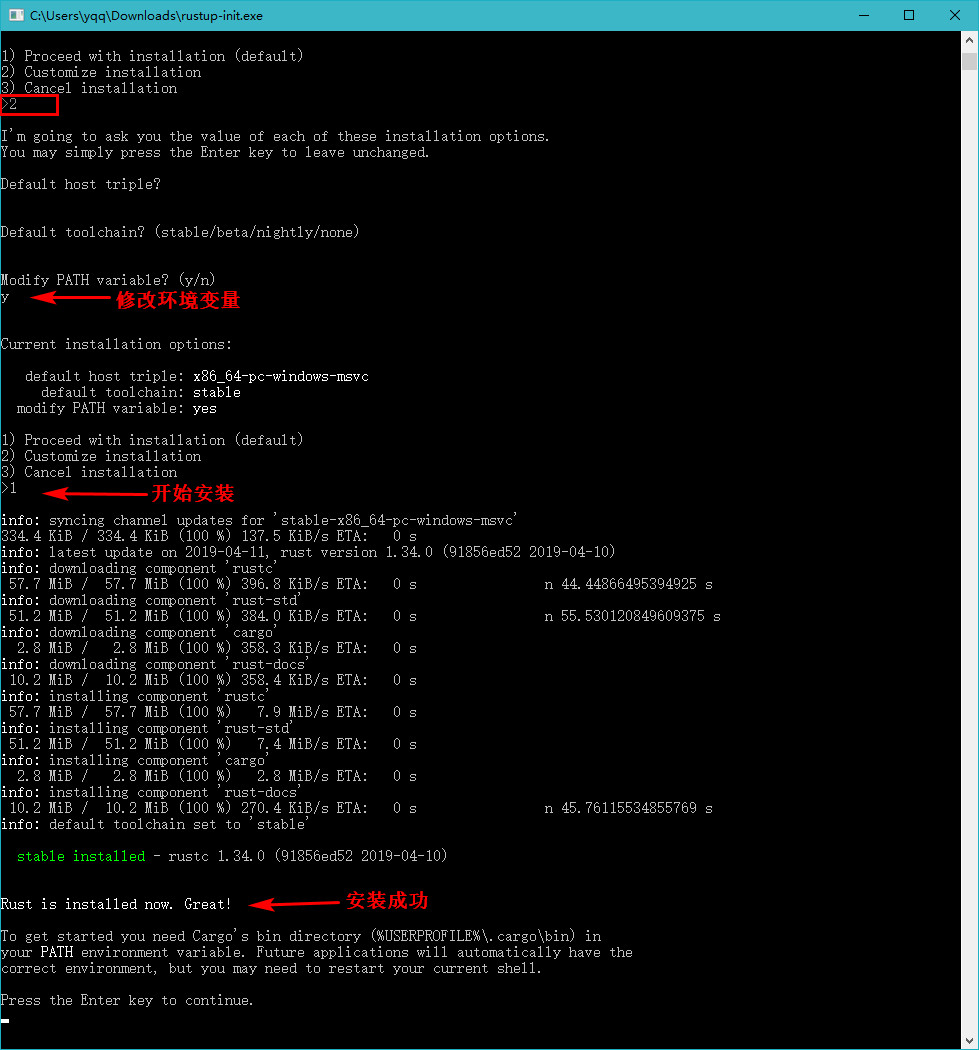 C:\Users\yqq\Downloads\rustup-init.exe
1) Proceed with installation (default)
2) Customize installation
3) Cancel installation
>2
I'm going to ask you the value of each of these installation options.
You may simply press the Enter key to leave unchanged.
Default host triple?
Default toolchain? (stable/beta/nightly/none)
Modify PATH variable? (y/n)
y 修改环境变量
Current installation options:
default host triple: x86_64-pc-windows-msvc
default toolchain: stable
modify PATH variable: yes
1) Proceed with installation (default)
2) Customize installation
3) Cancel installation
>1 开始安装
info: syncing channel updates for 'stable-x86_64-pc-windows-msvc'
334.4 KiB / 334.4 KiB (100 %) 137.5 KiB/s ETA: 0 s
info: latest update on 2019-04-11, rust version 1.34.0 (91856ed52 2019-04-10)
info: downloading component 'rustc'
57.7 MiB / 57.7 MiB (100 %) 396.8 KiB/s ETA: 0 s n 44.44866495394925 s
info: downloading component 'rust-std'
51.2 MiB / 51.2 MiB (100 %) 384.0 KiB/s ETA: 0 s n 55.530120849609375 s
info: downloading component 'cargo'
2.8 MiB / 2.8 MiB (100 %) 358.3 KiB/s ETA: 0 s
info: downloading component 'rust-docs'
10.2 MiB / 10.2 MiB (100 %) 358.4 KiB/s ETA: 0 s
info: installing component 'rustc'
57.7 MiB / 57.7 MiB (100 %) 7.9 MiB/s ETA: 0 s
info: installing component 'rust-std'
51.2 MiB / 51.2 MiB (100 %) 7.4 MiB/s ETA: 0 s
info: installing component 'cargo'
2.8 MiB / 2.8 MiB (100 %) 2.8 MiB/s ETA: 0 s
info: installing component 'rust-docs'
10.2 MiB / 10.2 MiB (100 %) 270.4 KiB/s ETA: 0 s n 45.76115534855769 s
info: default toolchain set to 'stable'
stable installed - rustc 1.34.0 (91856ed52 2019-04-10)
Rust is installed now. Great! 安装成功
To get started you need Cargo's bin directory (%USERPROFILE%\.cargo\bin) in
your PATH environment variable. Future applications will automatically have the
correct environment, but you may need to restart your current shell.
Press the Enter key to continue.